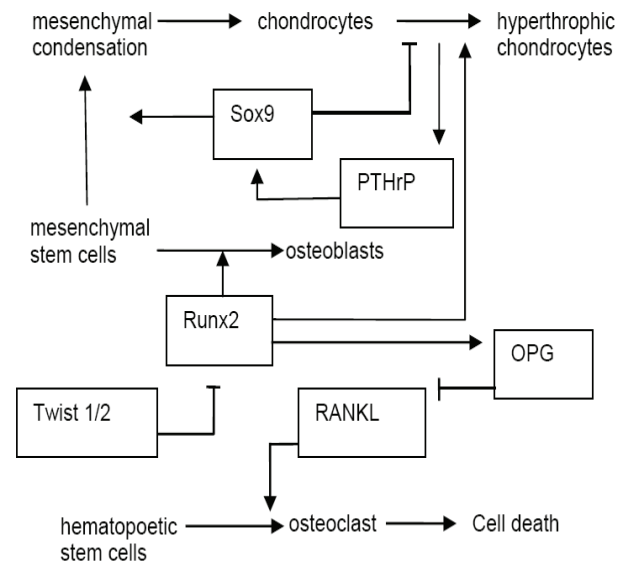 mesenchymal
condensation
chondrocytes
hyperthrophic
chondrocytes
Sox9
PTHrP
mesenchymal
stem cells
osteoblasts
Runx2
OPG
Twist 1/2
RANKL
hematopoetic
stem cells
osteoclast
Cell death